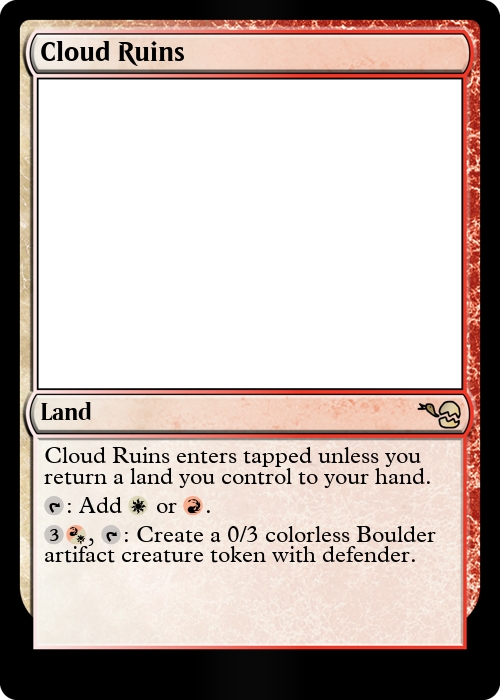 Cloud Ruins
Land
Cloud Ruins enters tapped unless you
return a land you control to your hand.
: Add or .
3 , : Create a 0/3 colorless Boulder
artifact creature token with defender.